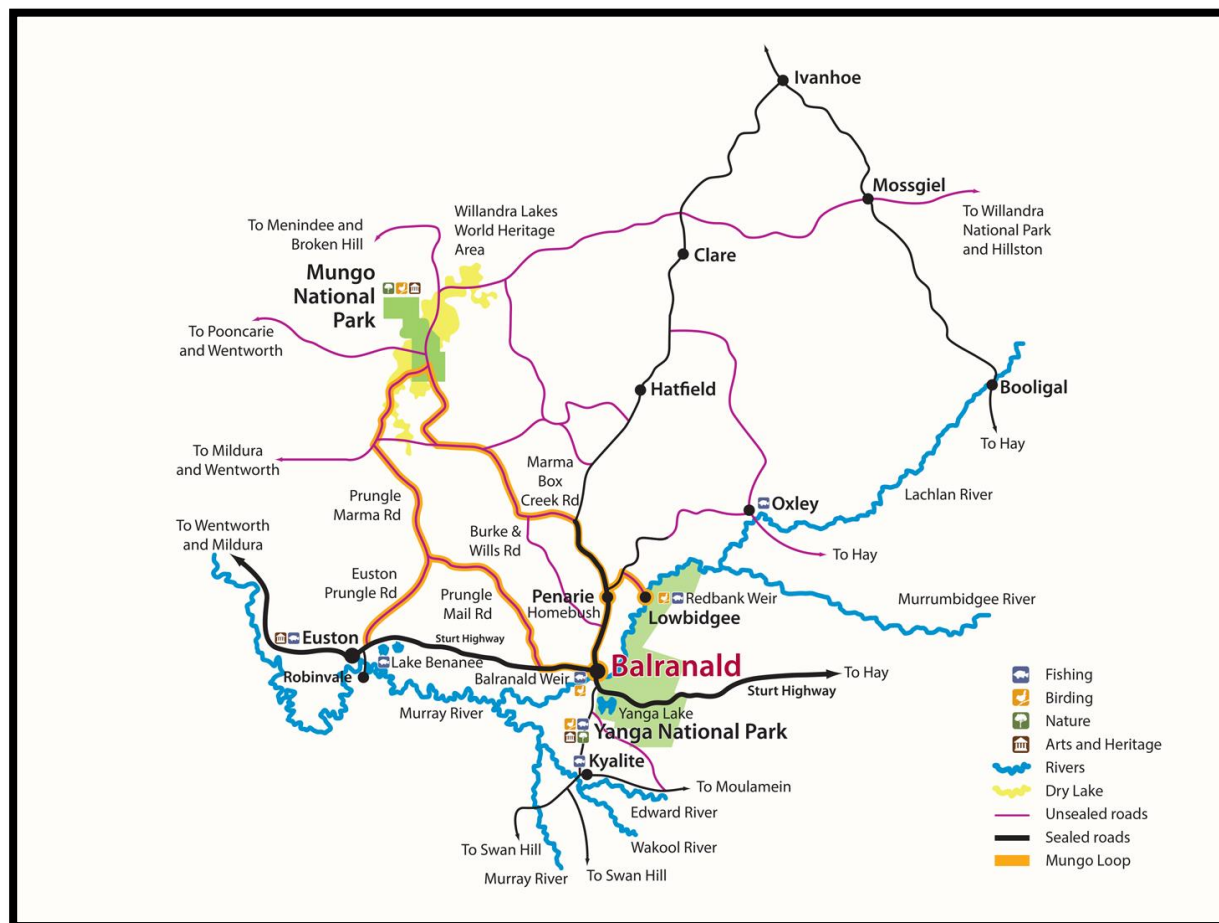 Ivanhoe
Mossgiel
To Willandra
National Park
and Hillston
Willandra Lakes
World Heritage
Area
To Menindee and
Broken Hill
Clare
Mungo
National
Park
To Pooncarie
and Wentworth
Hatfield
Booligal
To Hay
To Mildura
and Wentworth
Marma
Box
Creek Rd
Lachlan River
Prungle
Marma Rd
Oxley
To Wentworth
and Mildura
Burke &
Wills Rd
To Hay
Euston
Prungle Rd
Prungle
Mail Rd
Penarie
Homebush
Redbank Weir
Lowbidgee
Murrumbidgee River
Euston
Sturt Highway
Lake Benanee
Robinvale
Balranald Weir
Balranald
To Hay
Sturt Highway
Murray River
Yanga Lake
Yanga National Park
Kyalite
To Moulamein
Edward River
Wakool River
To Swan Hill
Murray River
To Swan Hill
Fishing
Birding
Nature
Arts and Heritage
Rivers
Dry Lake
Unsealed roads
Sealed roads
Mungo Loop